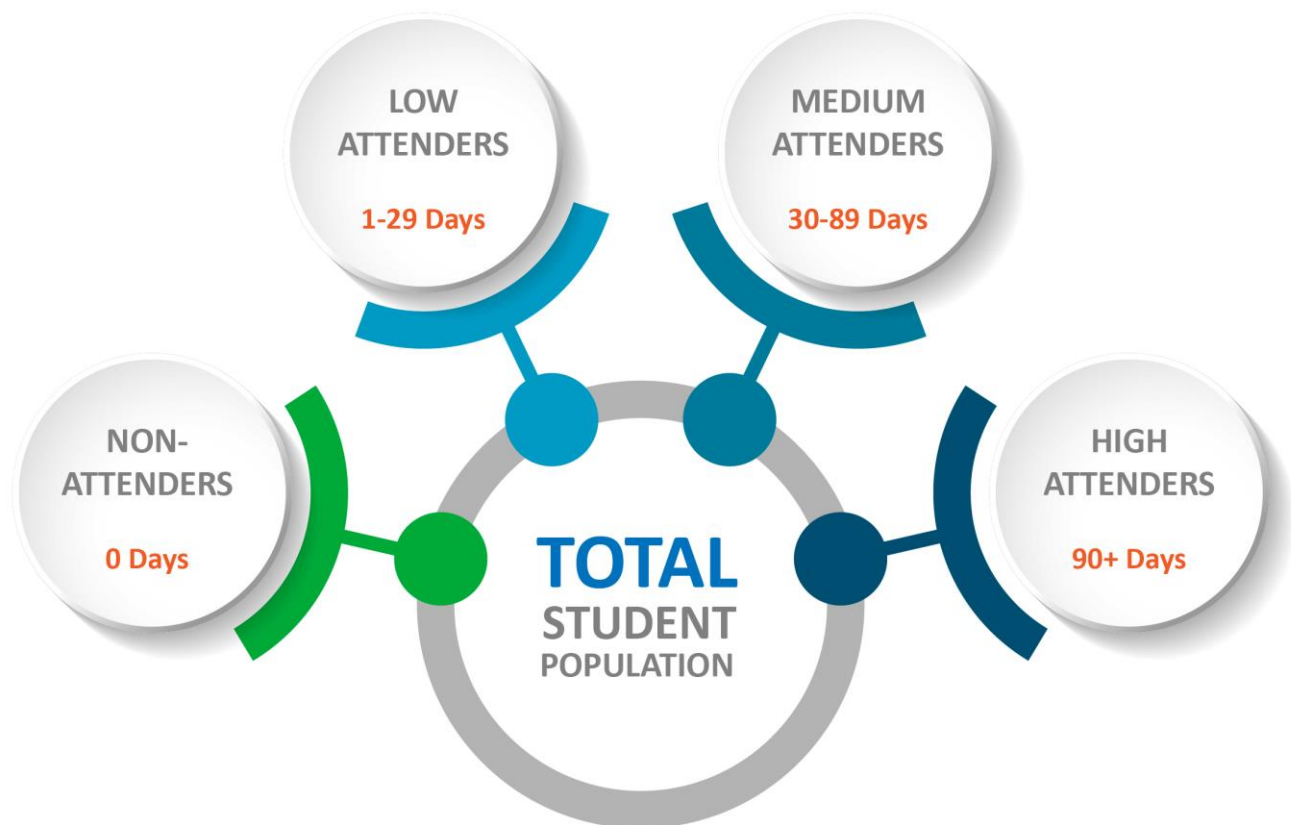 LOW
ATTENDERS
1-29 Days
MEDIUM
ATTENDERS
30-89 Days
NON-
ATTENDERS
0 Days
HIGH
ATTENDERS
90+ Days
TOTAL
STUDENT
POPULATION